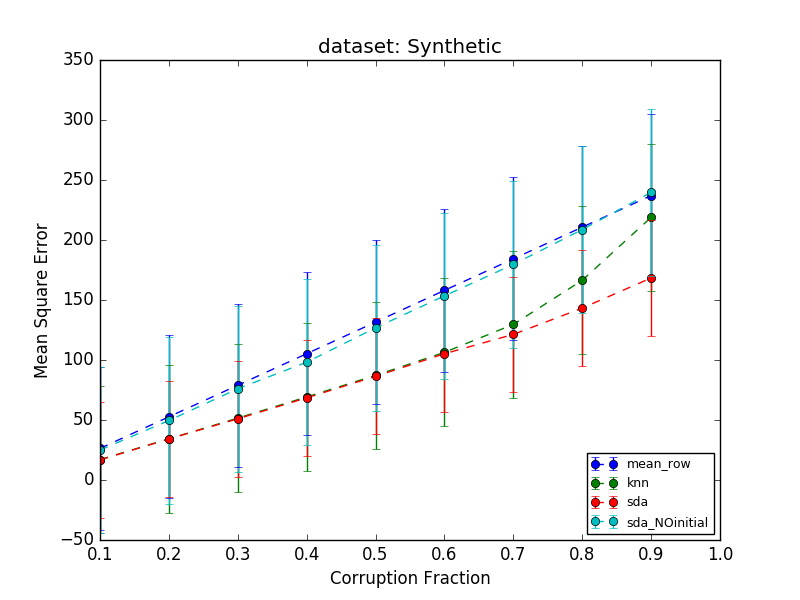 dataset: Synthetic
Mean Square Error
350
300
250
200
150
100
50
0
−50
0.1 0.2 0.3 0.4 0.5 0.6 0.7 0.8 0.9 1.0
Corruption Fraction
mean_row
knn
sda
sda_NOinitial